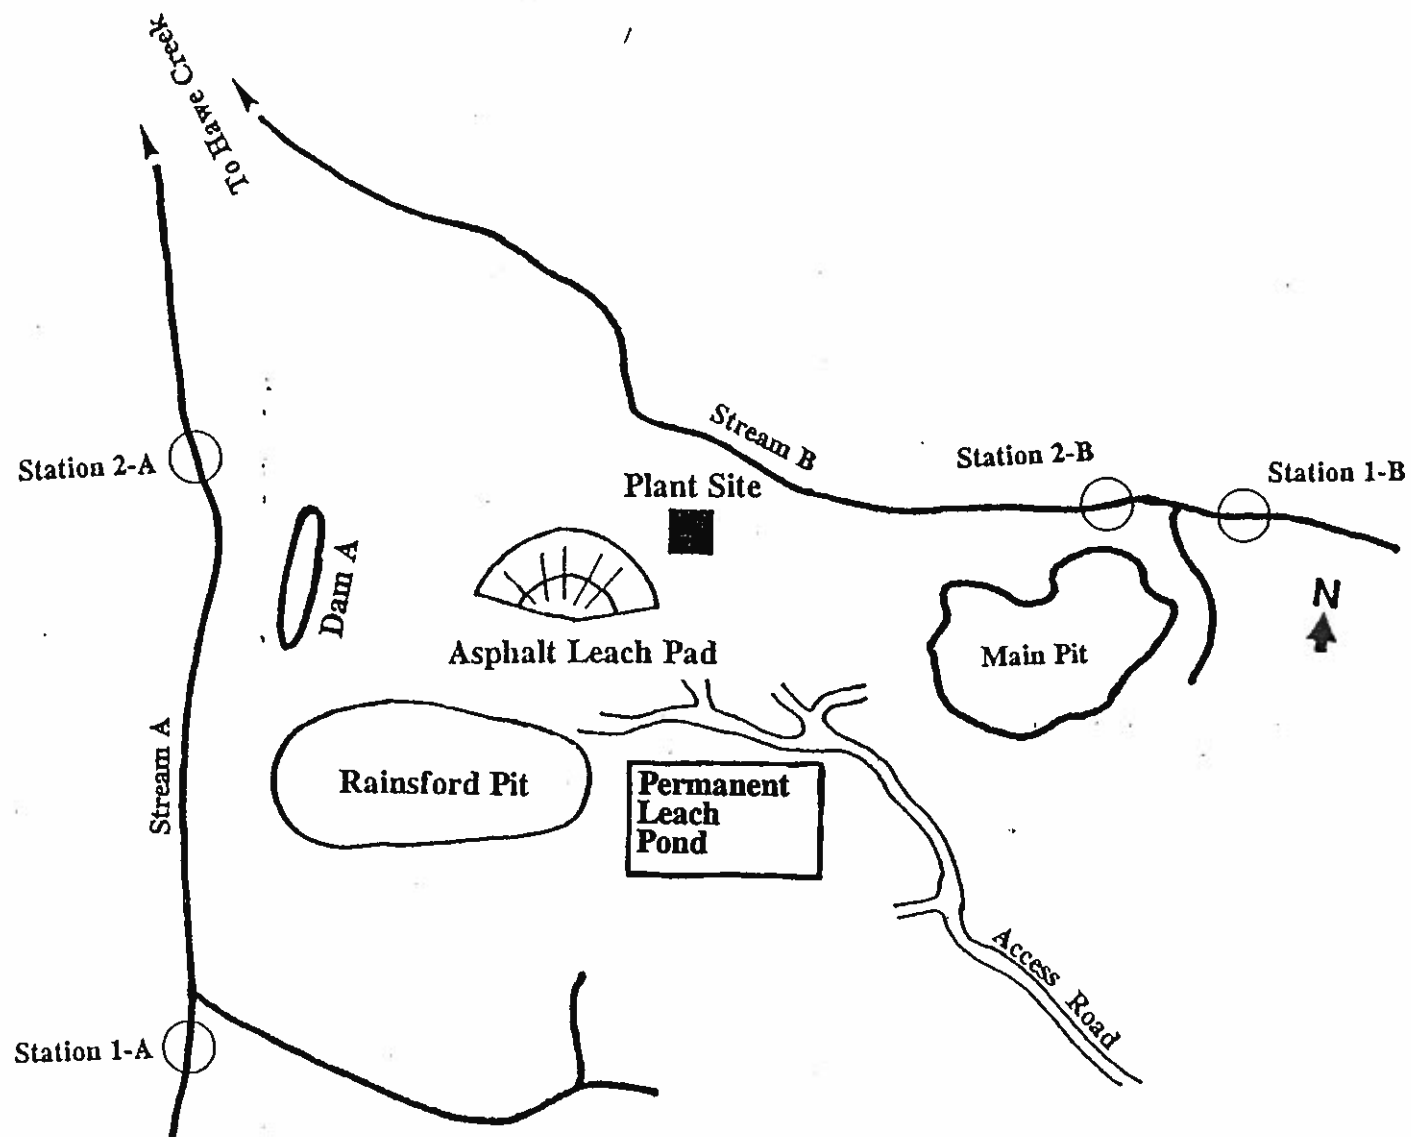 To Hawe Creek
Stream B
Station 2-B
Station 1-B
Station 2-A
Plant Site
Dam A
N
Asphalt Leach Pad
Main Pit
Stream A
Rainsford Pit
Permanent
Leach
Pond
Access Road
Station 1-A